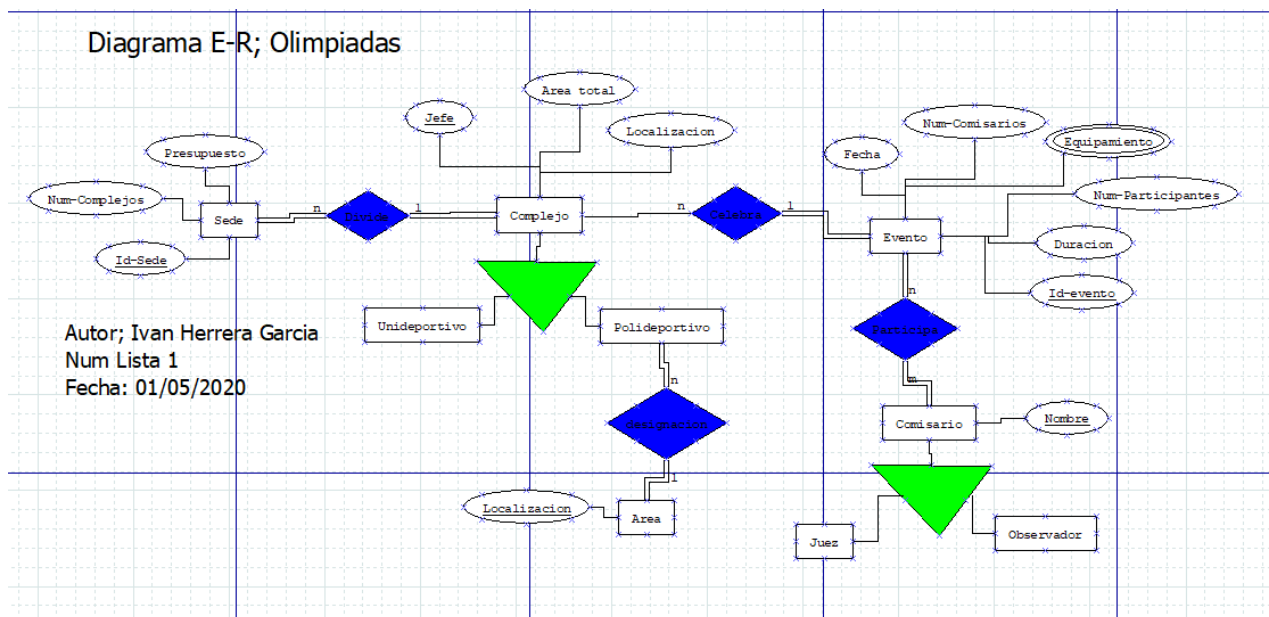 Diagrama E-R; Olimpiadas
Area total
Jefe
Localizacion
Num-Comisarios
Presupuesto
Fecha
Equipamiento
Num-Complejos
Num-Participantes
Sede
n
Divide
1
Complejo
n
Celebra
1
Evento
Duracion
Id-Sede
Id-evento
n
Unideportivo
Polideportivo
Participa
Autor; Ivan Herrera Garcia
Num Lista 1
Fecha: 01/05/2020
n
m
designacion
Comisario
Nombre
1
Localizacion
Area
Juez
Observador